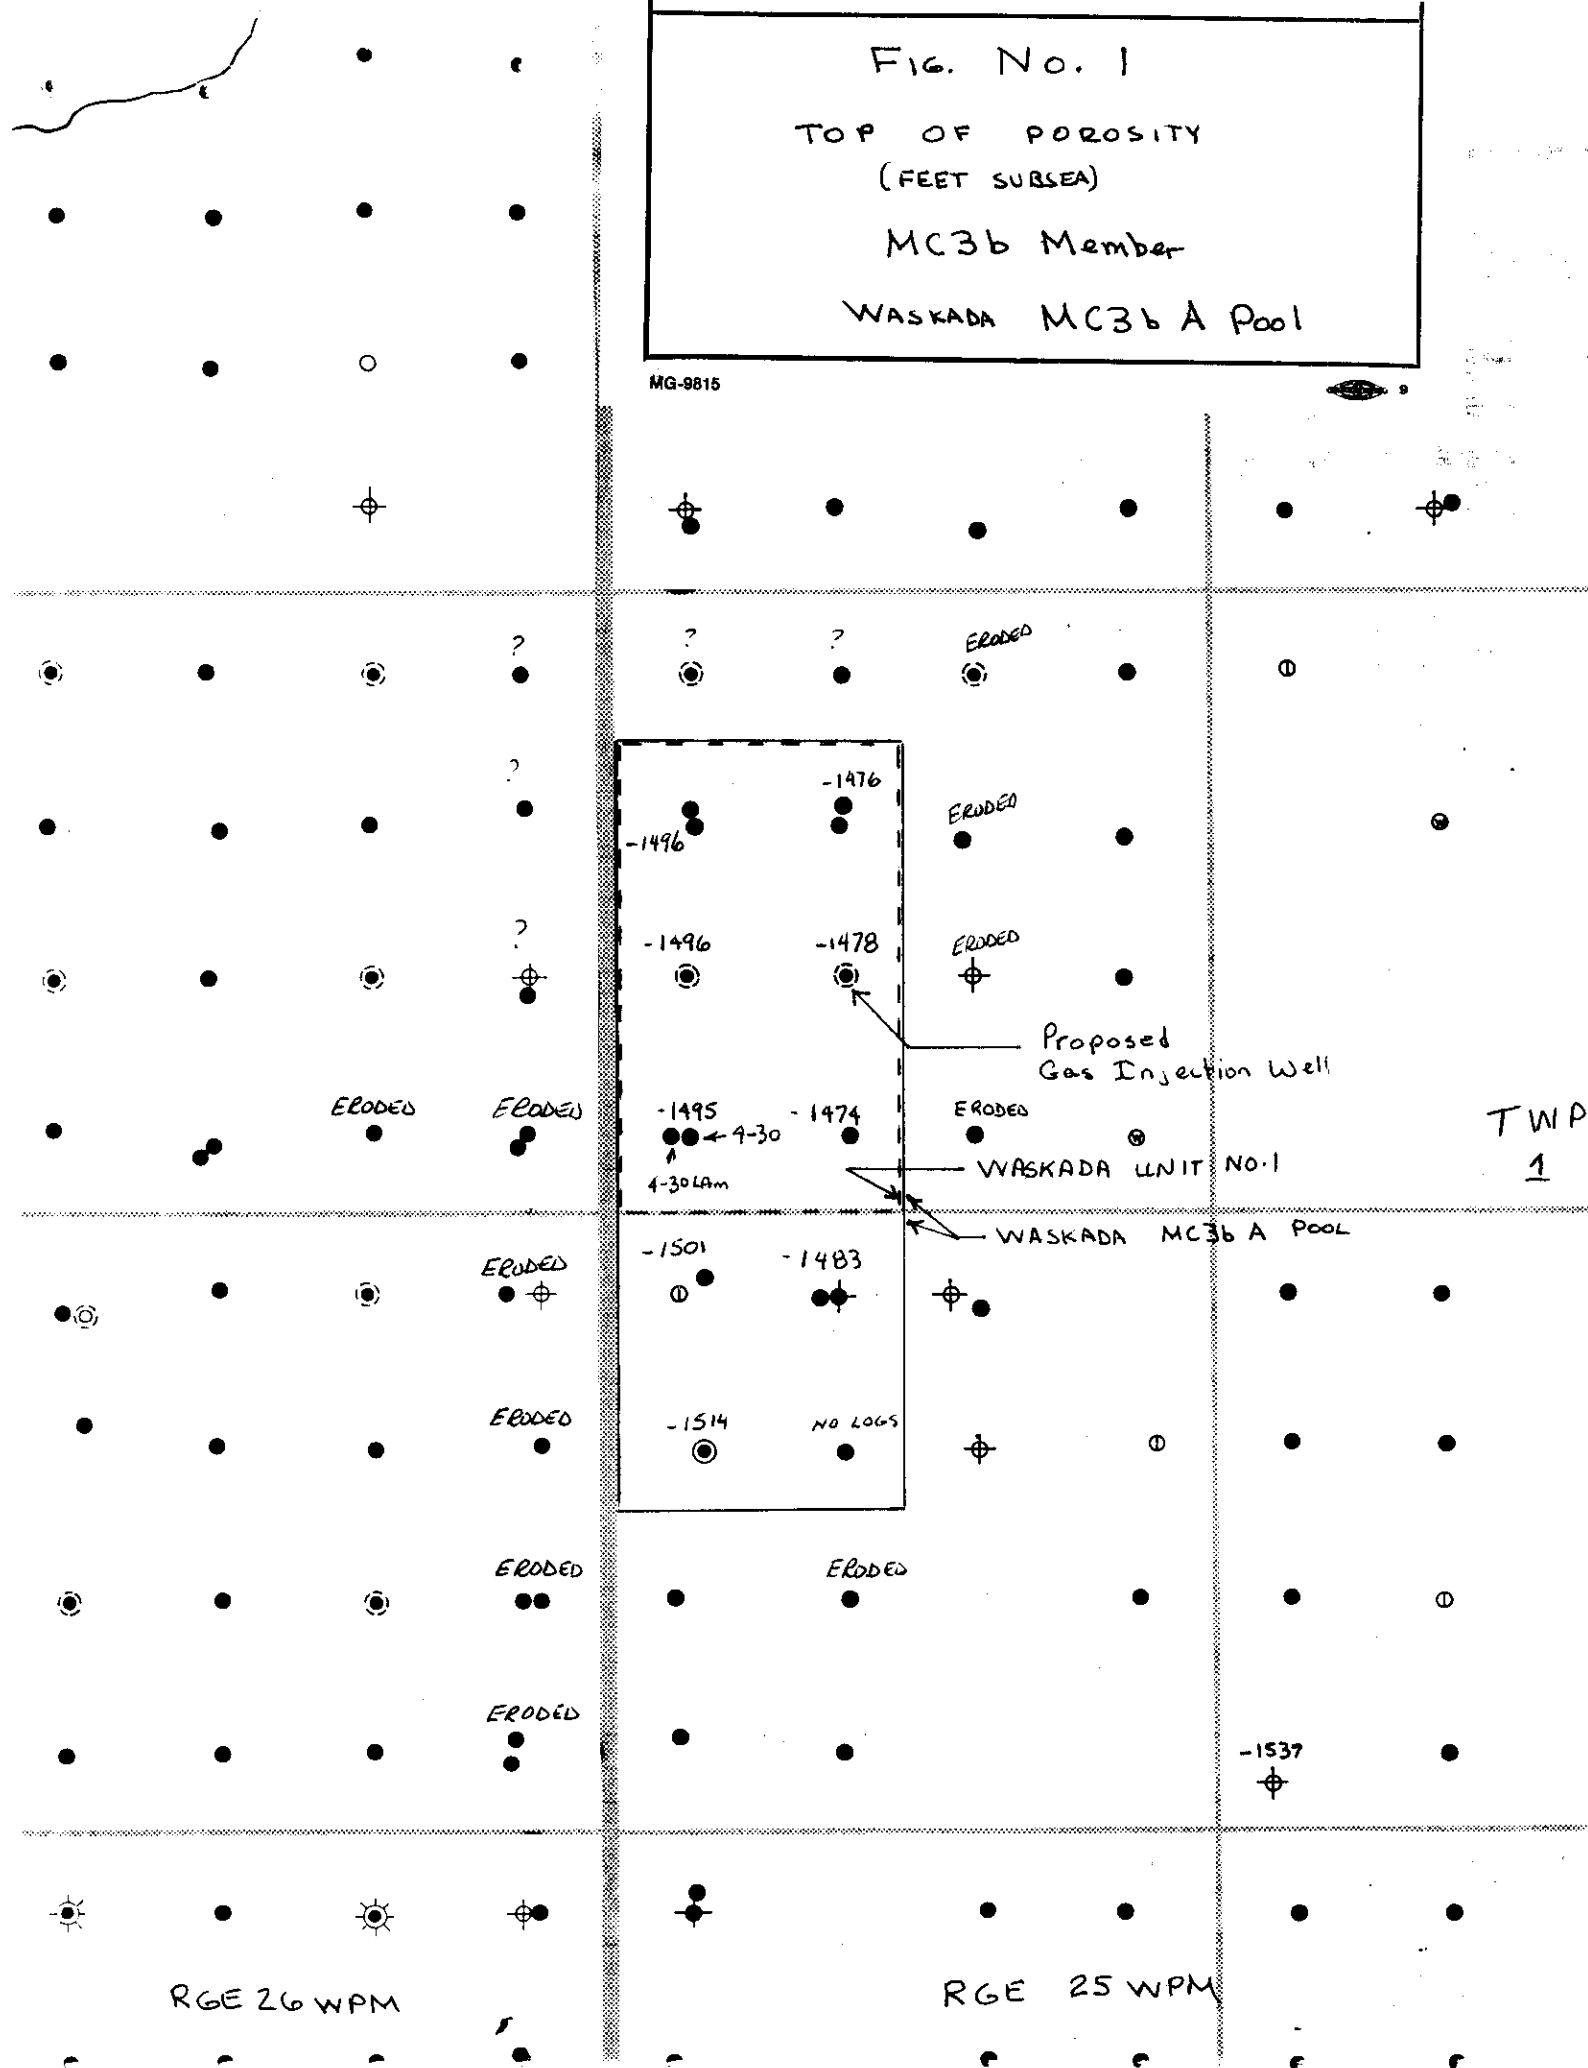 FIG. No. 1
TOP OF POROSITY
(FEET SUBSEA)
MC3b Member
WASKADA MC3b A Pool
MG-9815
9
? ? ? ERODED
?
-1476
ERODED
-1496
?
-1496 -1478 ERODED
Proposed
Gas Injection Well
ERODED ERODED -1495 -1474 ERODED
← 4-30
4-30 LAm
TWP
1
WASKADA UNIT NO.1
WASKADA MC3b A POOL
ERODED -1501 -1483
ERODED -1514 NO LOGS
ERODED ERODED
ERODED
-1537
RGE 26 WPM RGE 25 WPM